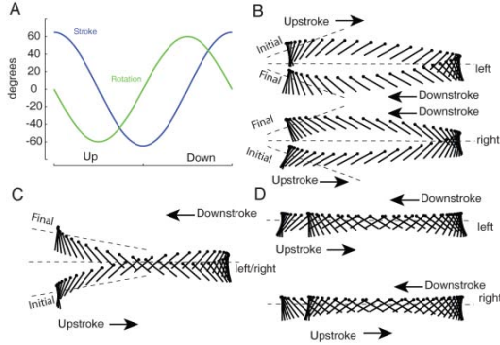 A
Stroke
Rotation
degrees
60
40
20
0
-20
-40
-60
Up
Down
B
Upstroke
Initial
Final
left
Downstroke
Downstroke
Final
Initial
right
Upstroke
C
Final
Downstroke
left/right
Initial
Upstroke
D
Downstroke
left
Upstroke
Downstroke
right
Upstroke